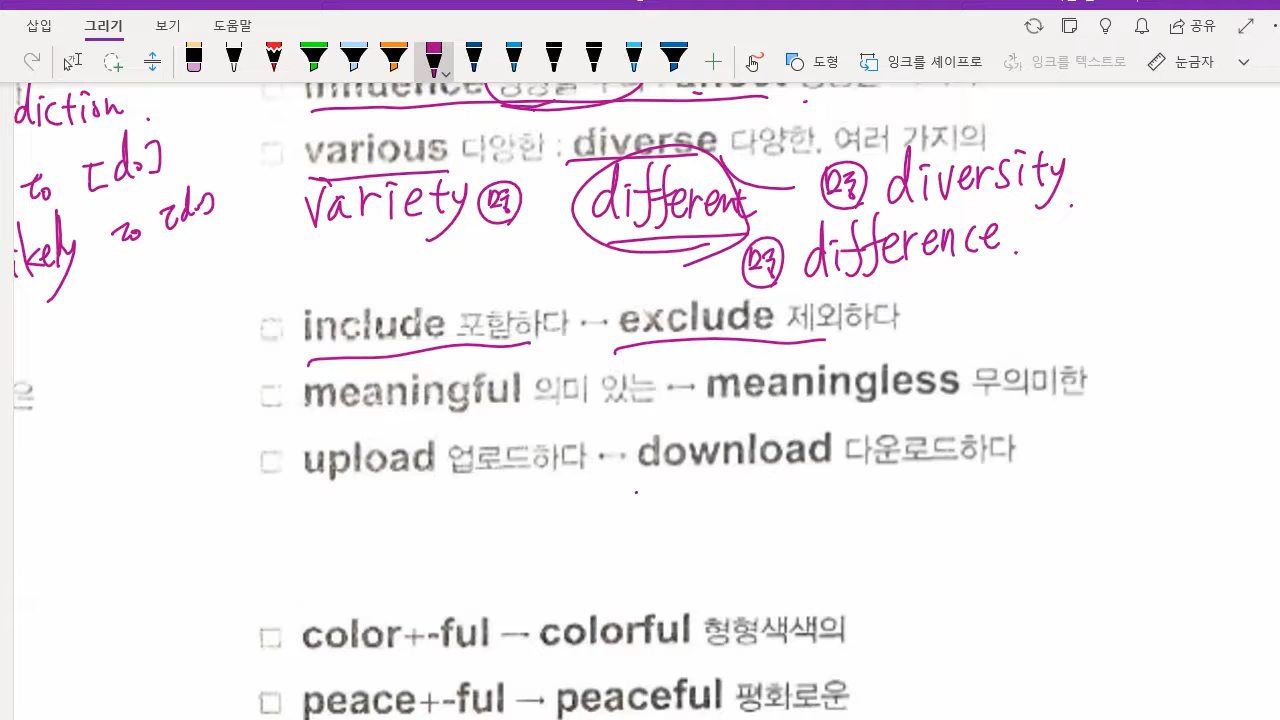 삽입 그리기 보기 도움말 공유
도형 잉크를 셰이프로 잉크를 텍스트로 눈금자
diction.
influence
various 다양한 : diverse 다양한, 여러 가지의
to [do]
variety 명 different 명 diversity.
to [do]
명 difference.
include 포함하다 ↔ exclude 제외하다
meaningful 의미 있는 ↔ meaningless 무의미한
은
upload 업로드하다 ↔ download 다운로드하다
color+-ful → colorful 형형색색의
peace+-ful → peaceful 평화로운